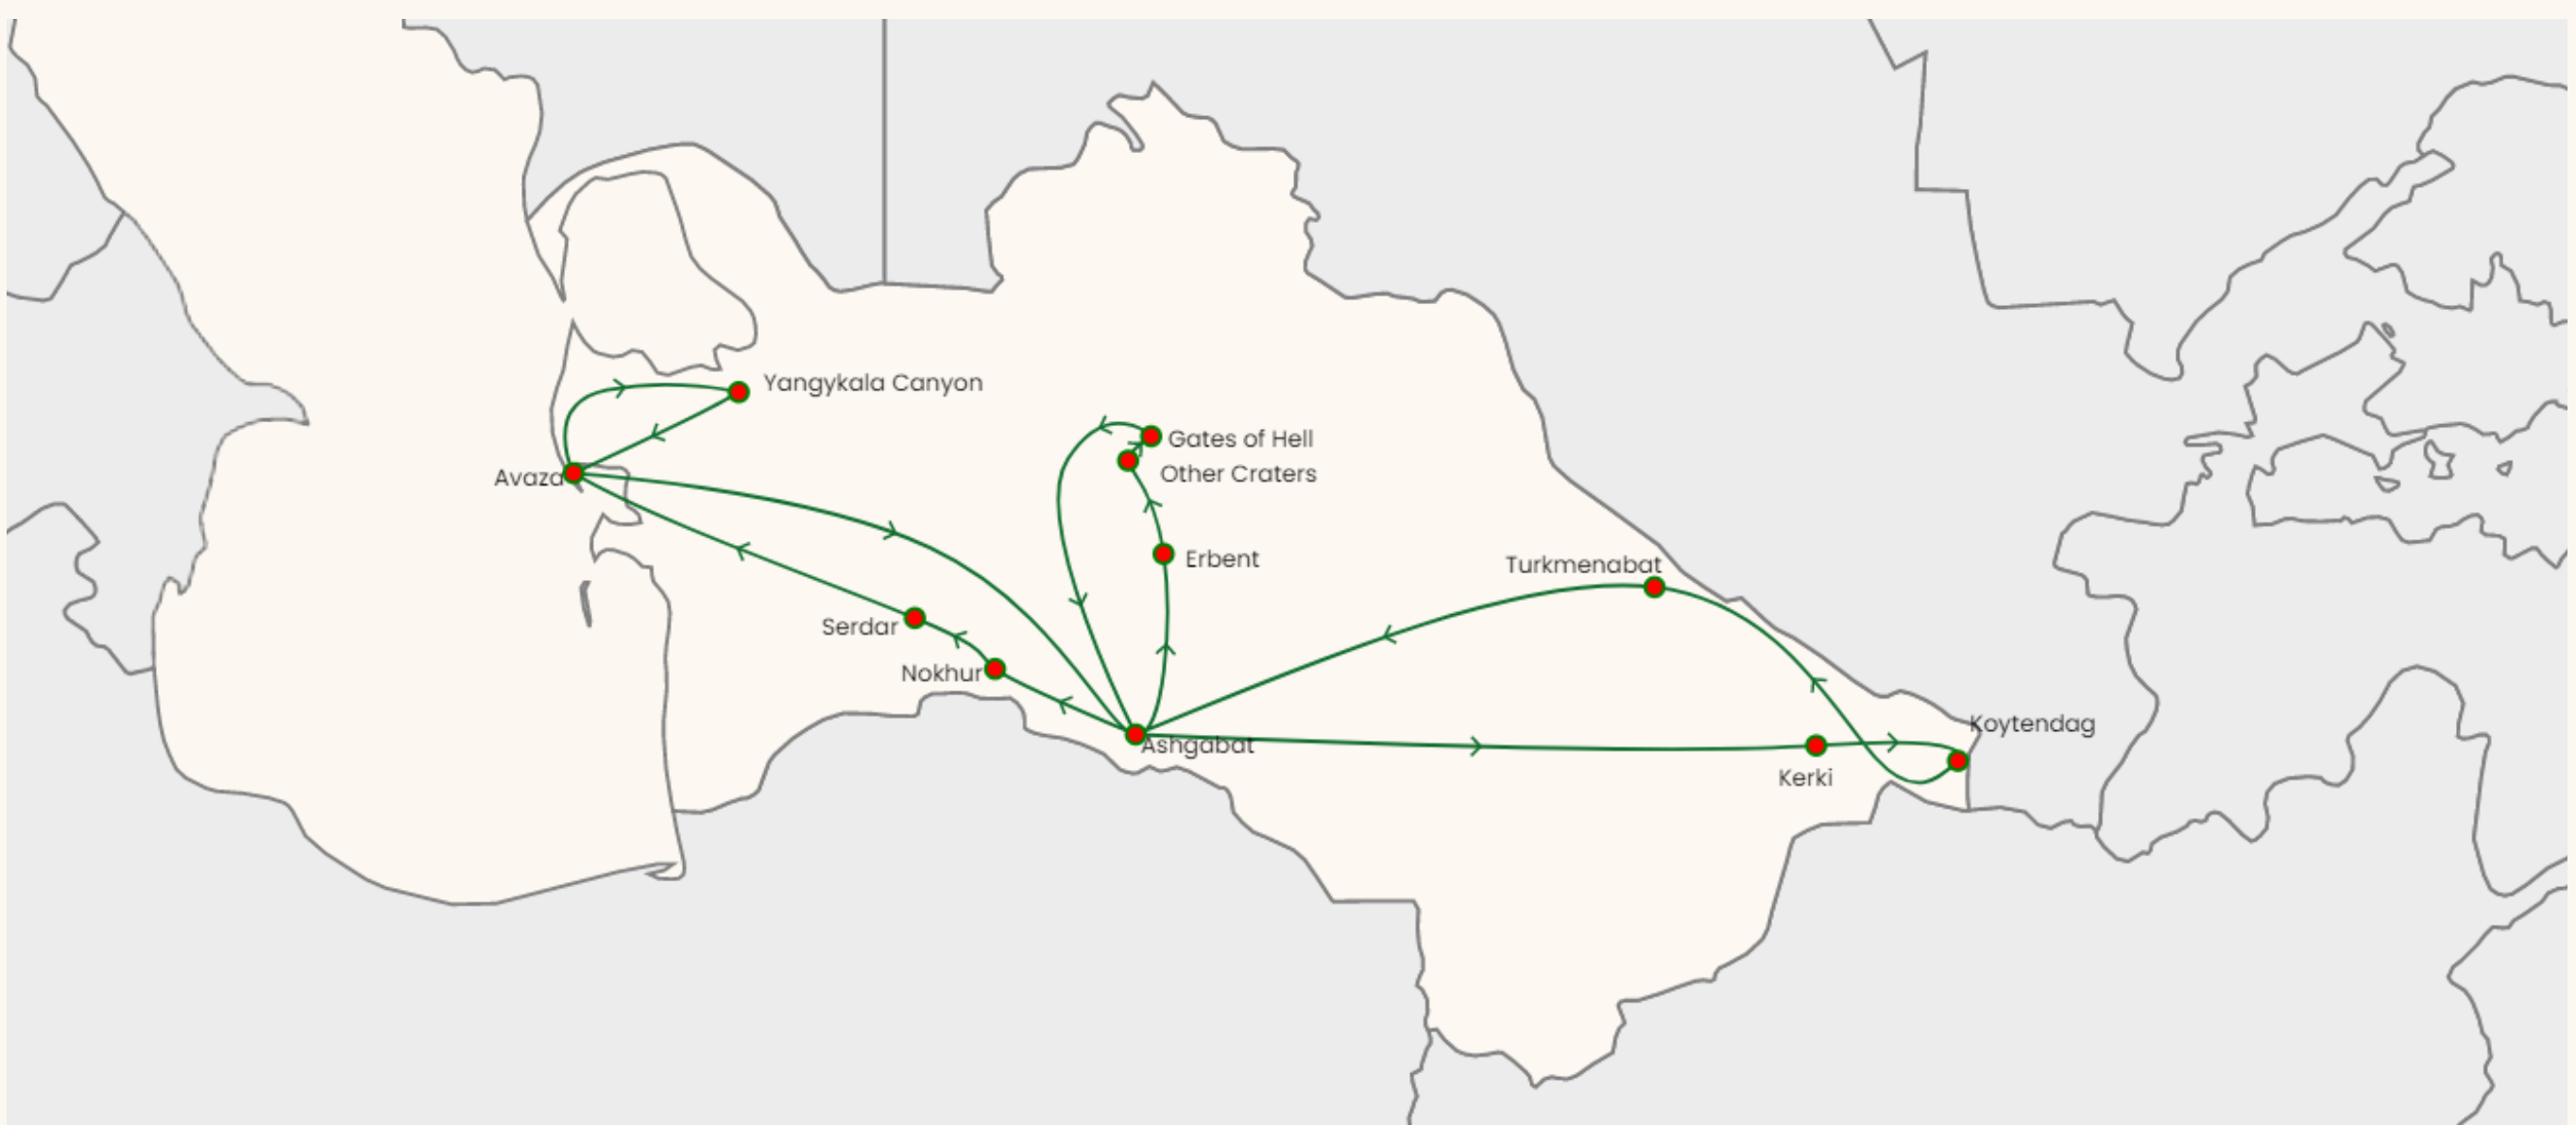 Yangykala Canyon
Gates of Hell
Avaza
Other Craters
Erbent
Turkmenabat
Serdar
Nokhur
Koytendag
Ashgabat
Kerki